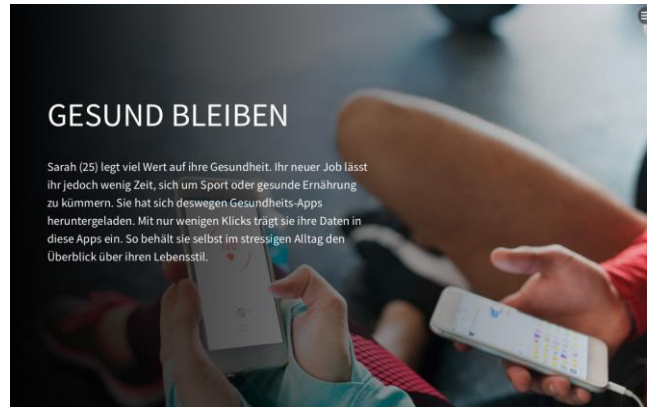 GESUND BLEIBEN
Sarah (25) legt viel Wert auf ihre Gesundheit. Ihr neuer Job lässt
ihr jedoch wenig Zeit, sich um Sport oder gesunde Ernährung
zu kümmern. Sie hat sich deswegen Gesundheits-Apps
heruntergeladen. Mit nur wenigen Klicks trägt sie ihre Daten in
diese Apps ein. So behält sie selbst im stressigen Alltag den
Überblick über ihren Lebensstil.